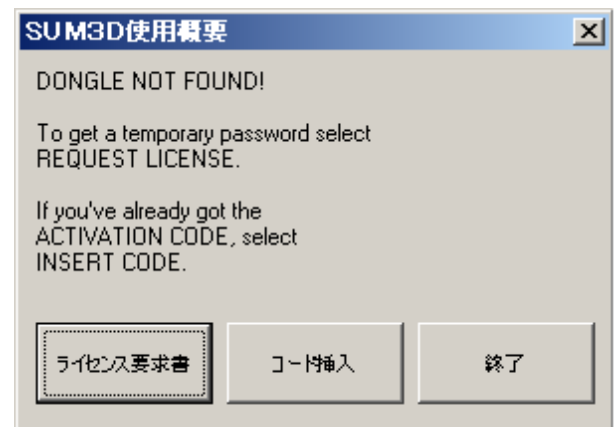 SUM3D使用概要
DONGLE NOT FOUND!
To get a temporary password select
REQUEST LICENSE.
If you've already got the
ACTIVATION CODE, select
INSERT CODE.
ライセンス要求書
コード挿入
終了